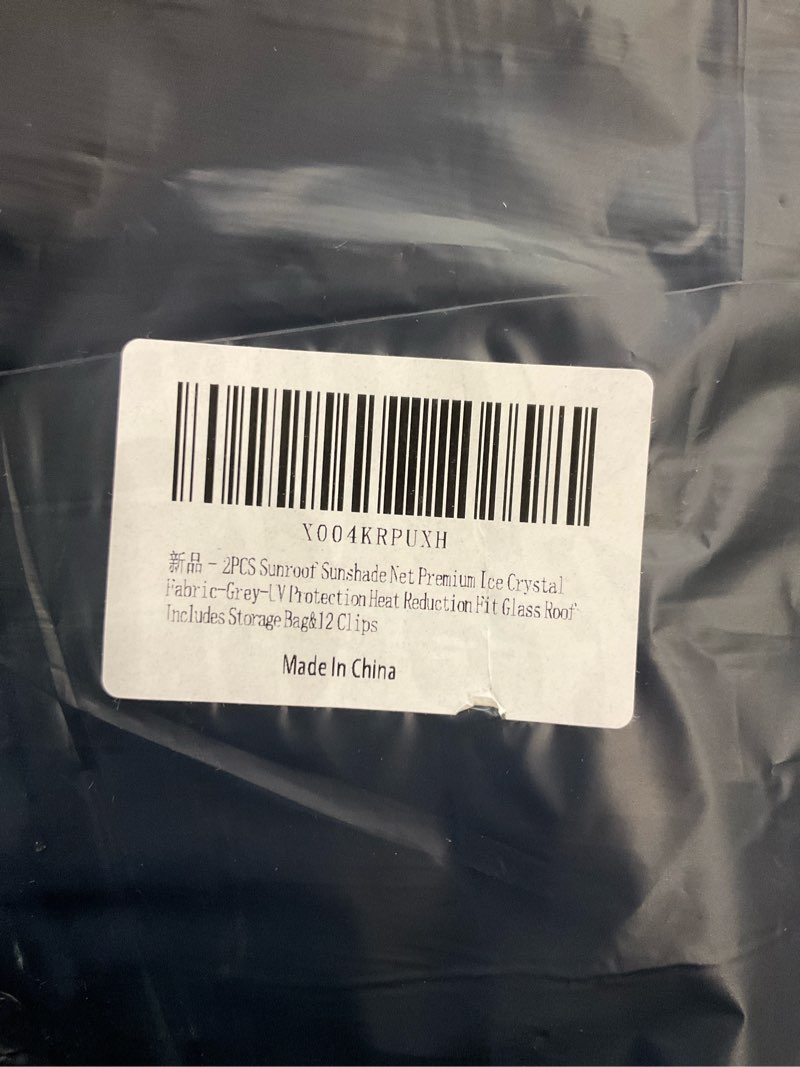 X004KRPUXH
新品 - 2PCS Sunroof Sunshade Net Premium Ice Crystal
Fabric-Grey-UV Protection Heat Reduction Fit Glass Roof
Includes Storage Bag&12 Clips
Made In China